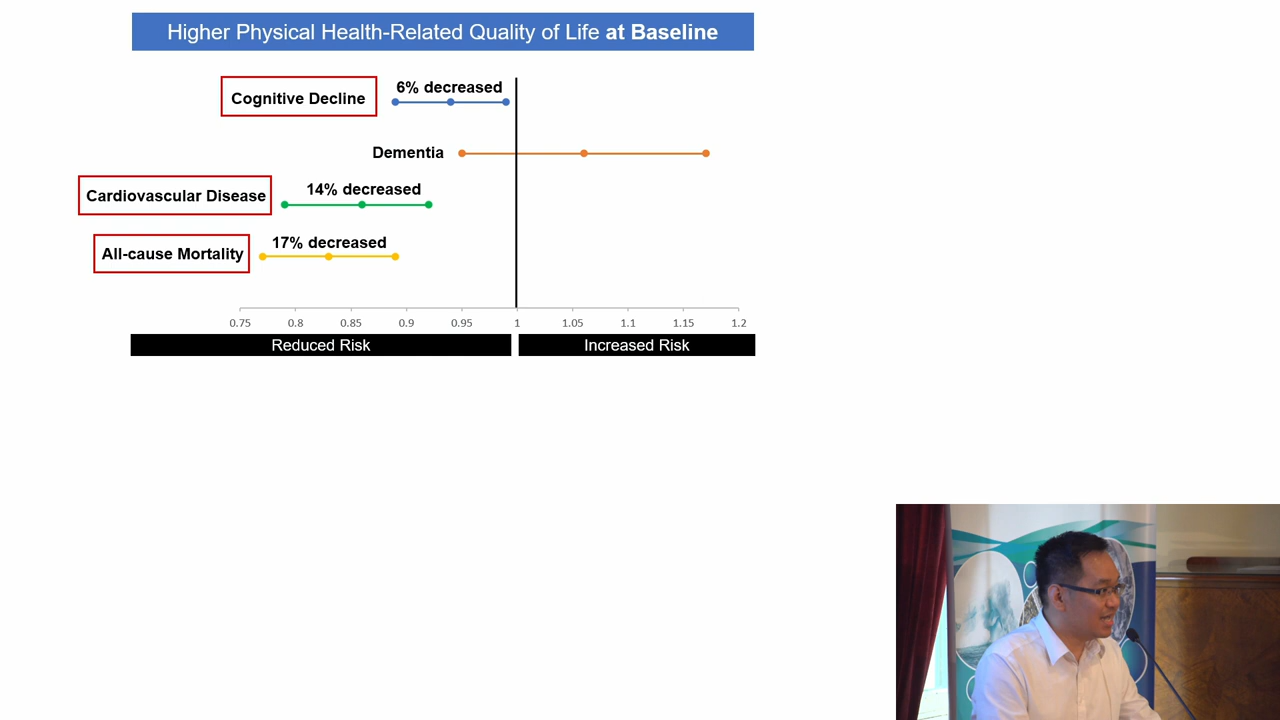 Higher Physical Health-Related Quality of Life at Baseline
Cognitive Decline
6% decreased
Dementia
Cardiovascular Disease
14% decreased
All-cause Mortality
17% decreased
0.75 0.8 0.85 0.9 0.95 1 1.05 1.1 1.15 1.2
Reduced Risk
Increased Risk